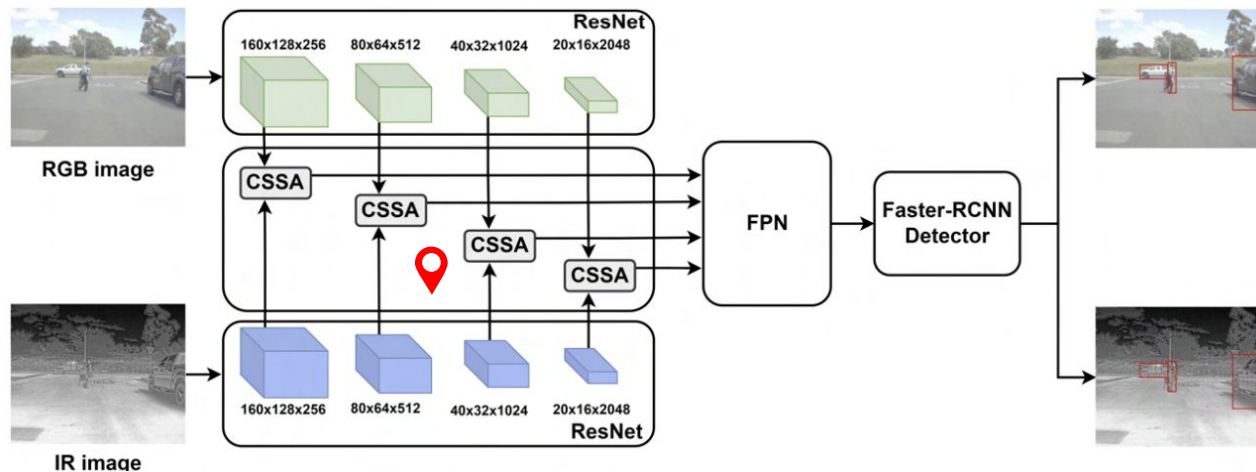 ResNet
160x128x256
80x64x512
40x32x1024
20x16x2048
RGB image
CSSA
CSSA
CSSA
CSSA
FPN
Faster-RCNN
Detector
160x128x256
80x64x512
40x32x1024
20x16x2048
ResNet
IR image